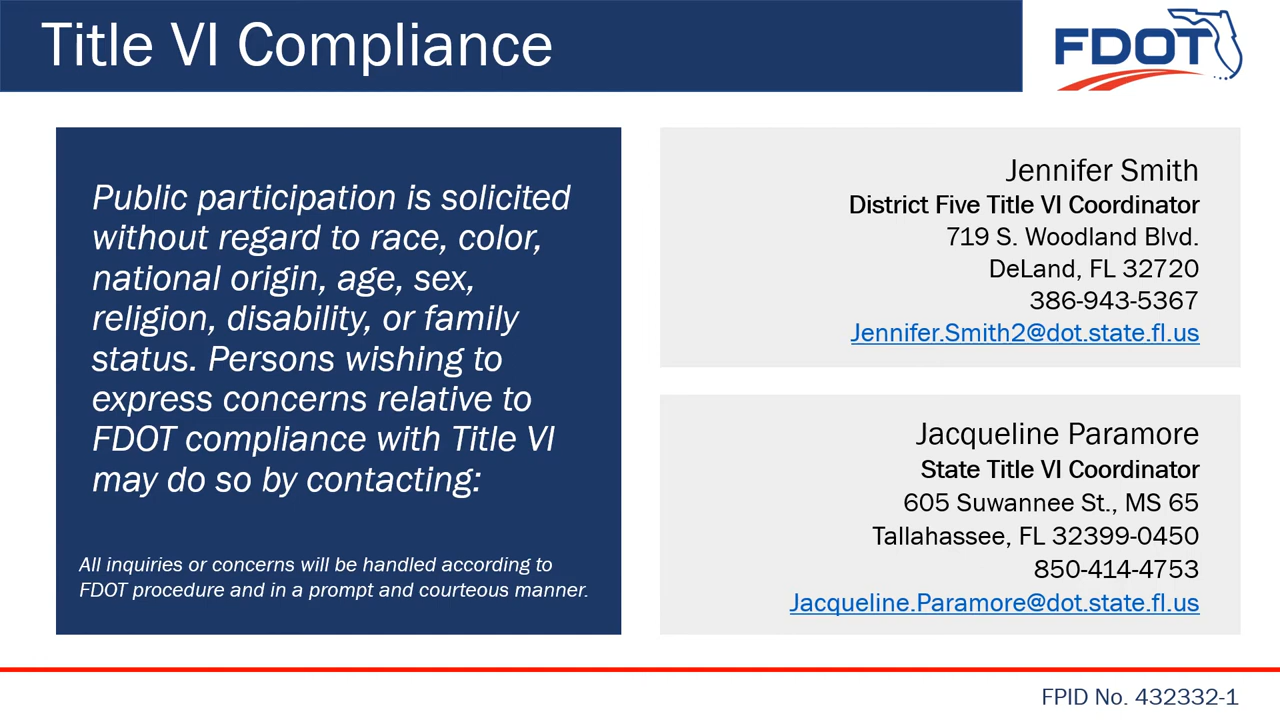 Title VI Compliance
FDOT
Public participation is solicited
without regard to race, color,
national origin, age, sex,
religion, disability, or family
status. Persons wishing to
express concerns relative to
FDOT compliance with Title VI
may do so by contacting:
All inquiries or concerns will be handled according to
FDOT procedure and in a prompt and courteous manner.
Jennifer Smith
District Five Title VI Coordinator
719 S. Woodland Blvd.
DeLand, FL 32720
386-943-5367
Jennifer.Smith2@dot.state.fl.us
Jacqueline Paramore
State Title VI Coordinator
605 Suwannee St., MS 65
Tallahassee, FL 32399-0450
850-414-4753
Jacqueline.Paramore@dot.state.fl.us
FPID No. 432332-1